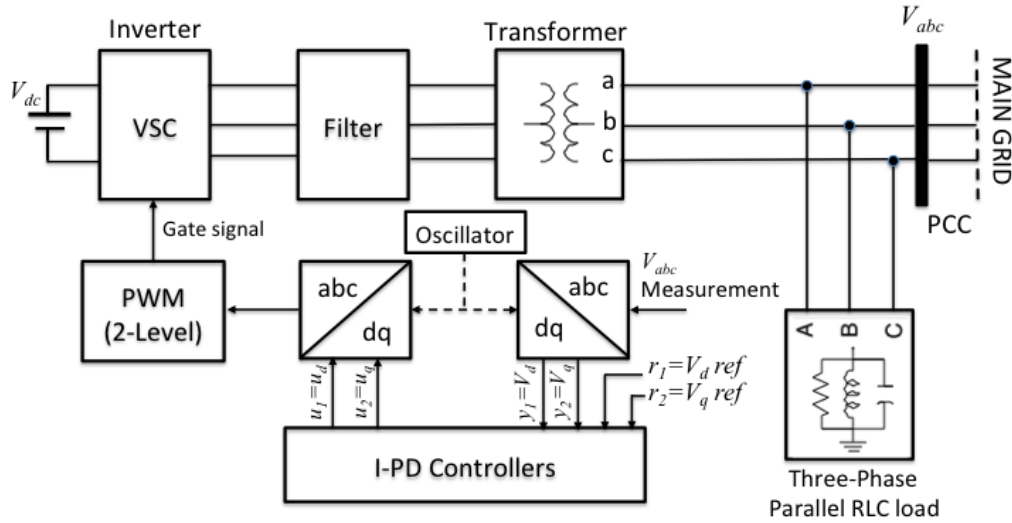 Inverter
Transformer
V_abc
V_dc
VSC
Filter
a
b
c
MAIN GRID
PCC
Gate signal
Oscillator
V_abc
Measurement
PWM
(2-Level)
abc
dq
abc
dq
A
B
C
u_1=u_d
u_2=u_q
y_1=V_d
y_2=V_q
r_1=V_d ref
r_2=V_q ref
I-PD Controllers
Three-Phase
Parallel RLC load